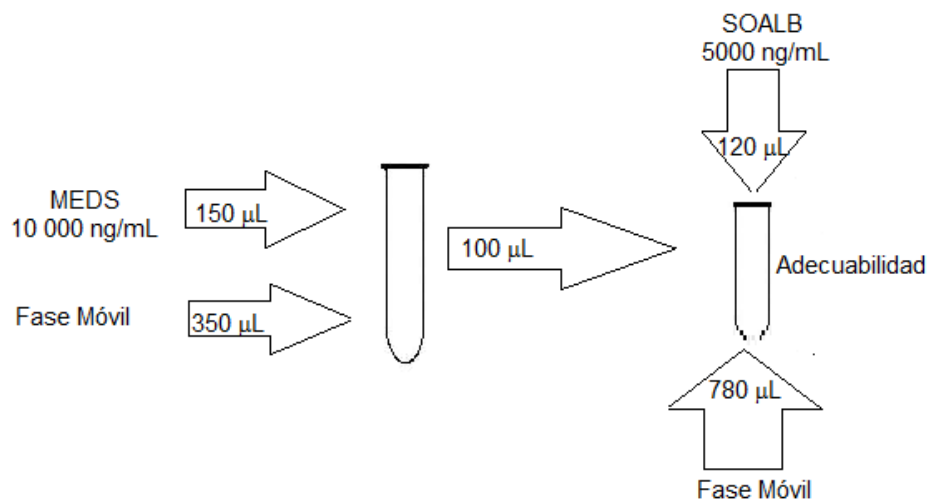 SOALB
5000 ng/mL
120 µL
MEDS
10 000 ng/mL
150 µL
100 µL
Adecuabilidad
Fase Móvil
350 µL
780 µL
Fase Móvil